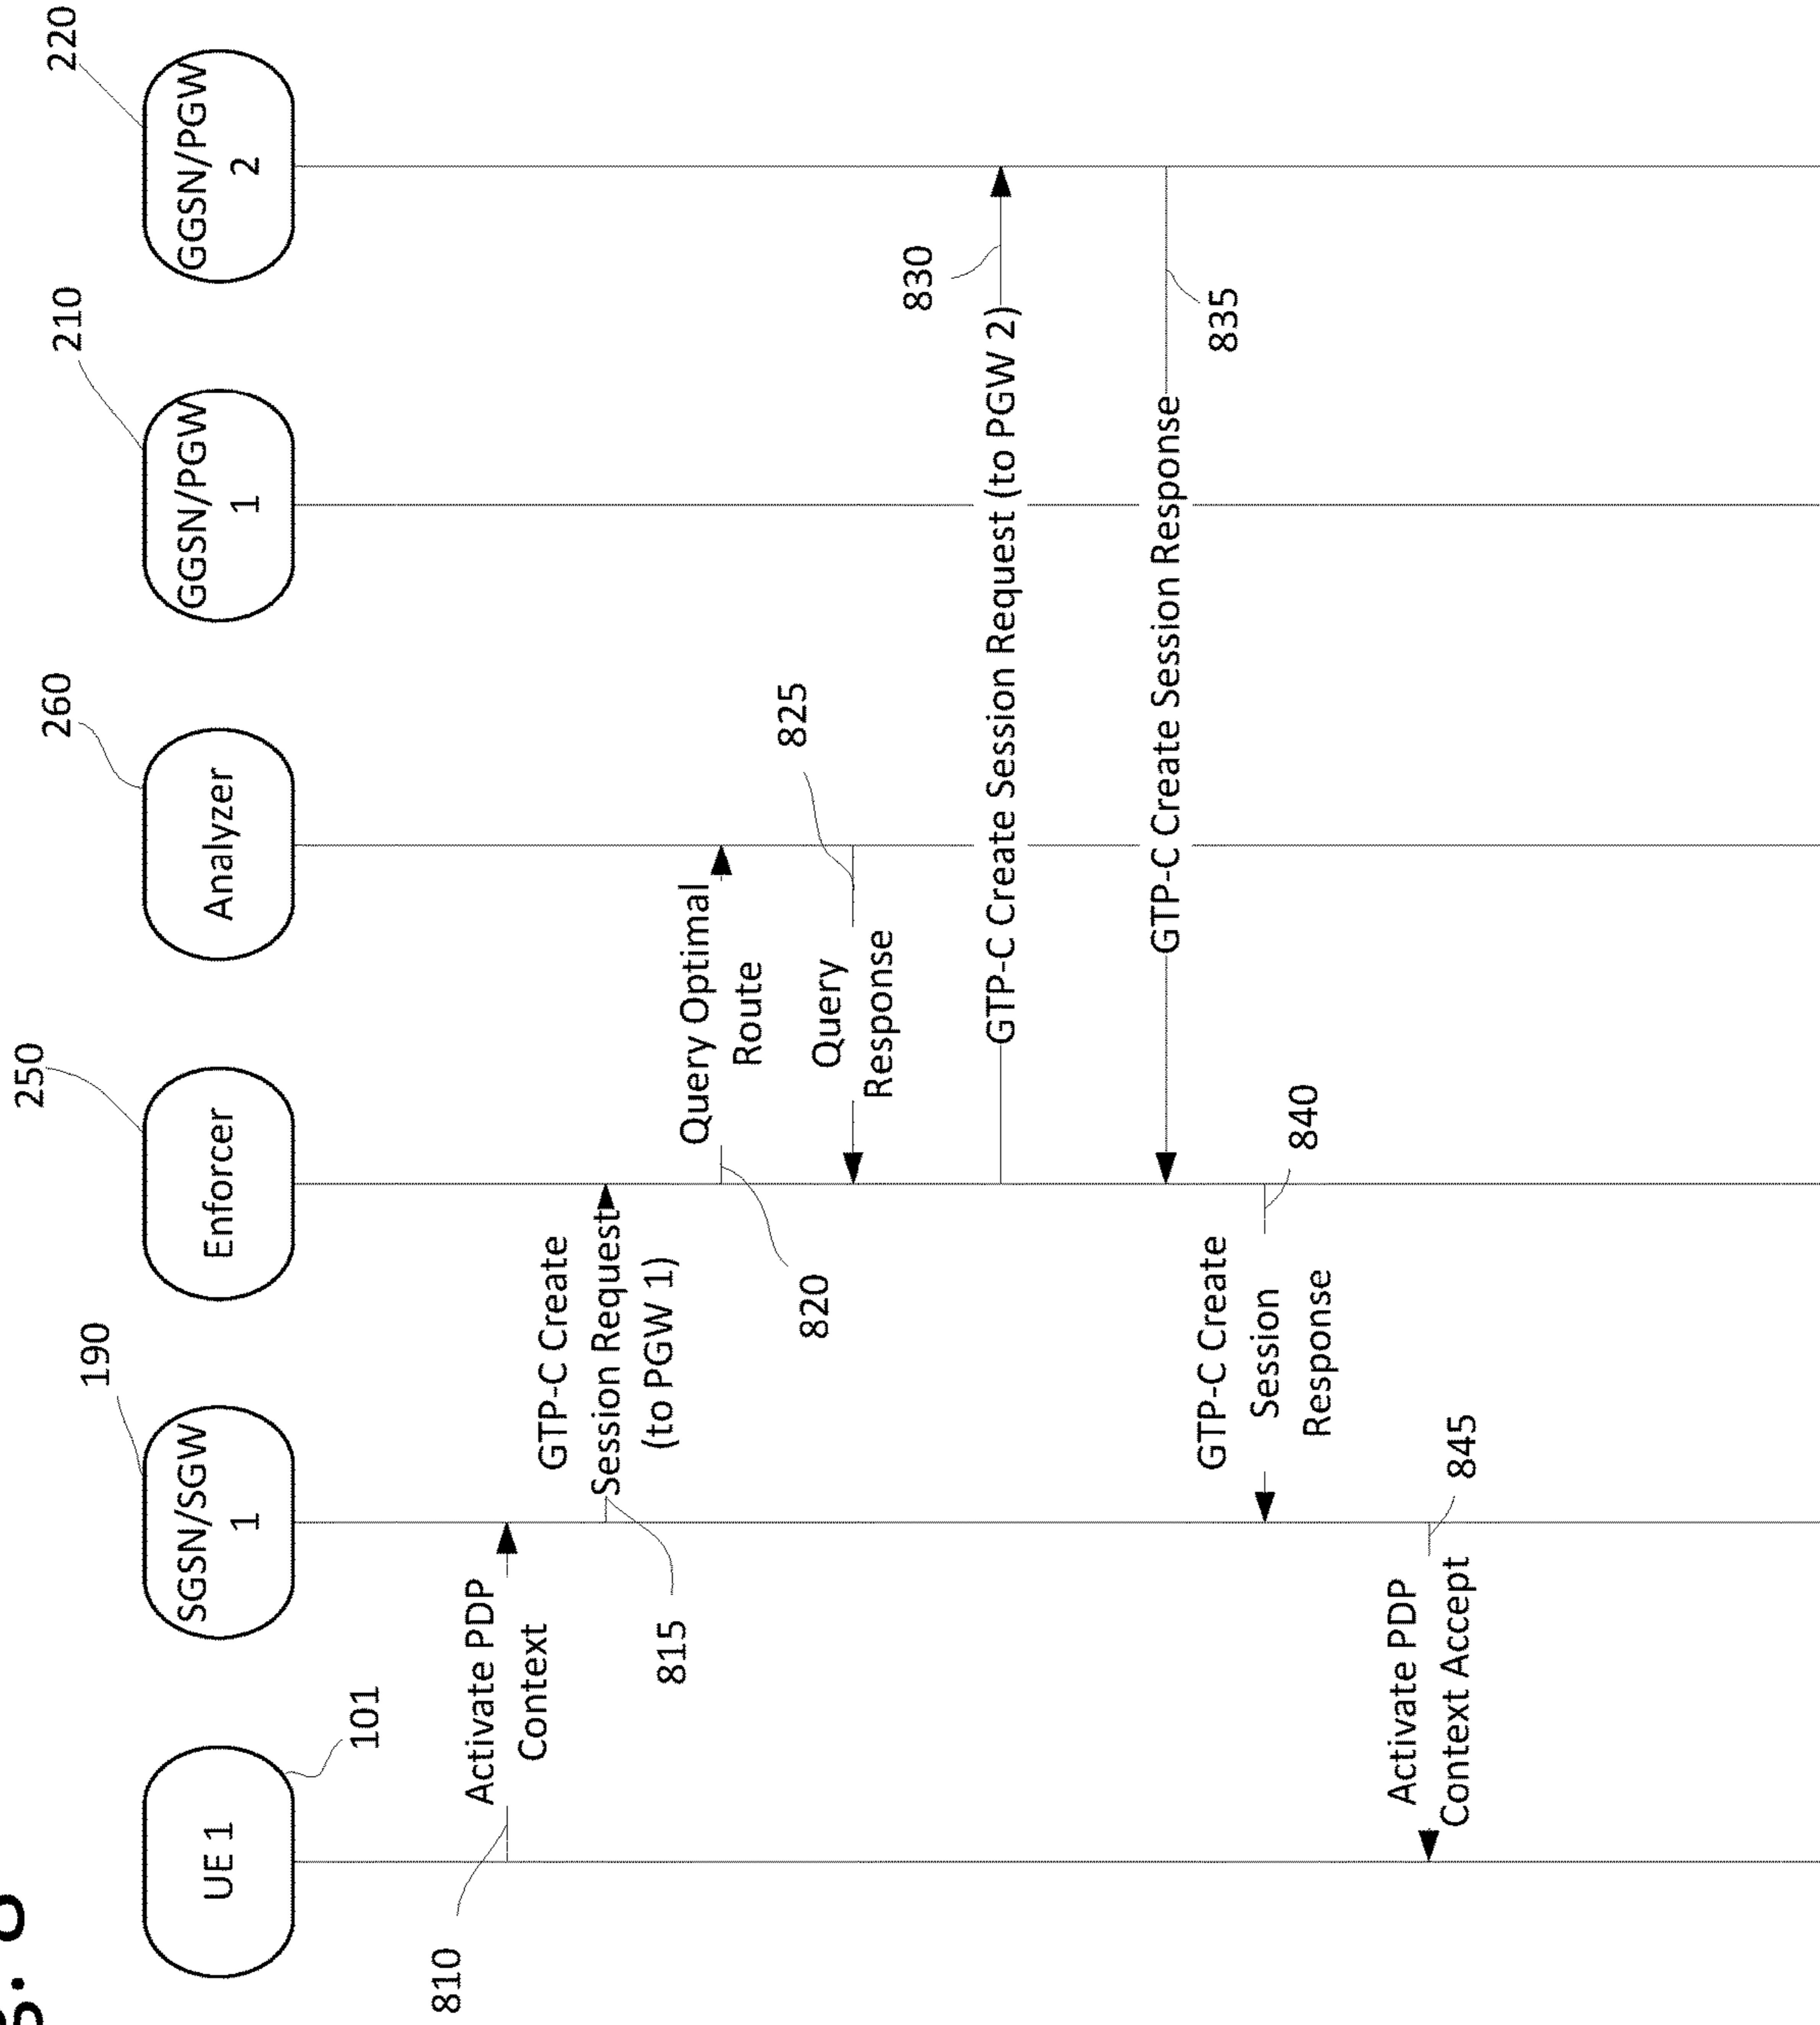 101
190
250
260
210
220
UE 1
SGSN/SGW
1
Enforcer
Analyzer
GGSN/PGW
1
GGSN/PGW
2
810
Activate PDP
Context
815
GTP-C Create
Session Request
(to PGW 1)
820
Query Optimal
Route
825
Query
Response
830
GTP-C Create Session Request (to PGW 2)
835
GTP-C Create Session Response
840
GTP-C Create
Session
Response
845
Activate PDP
Context Accept